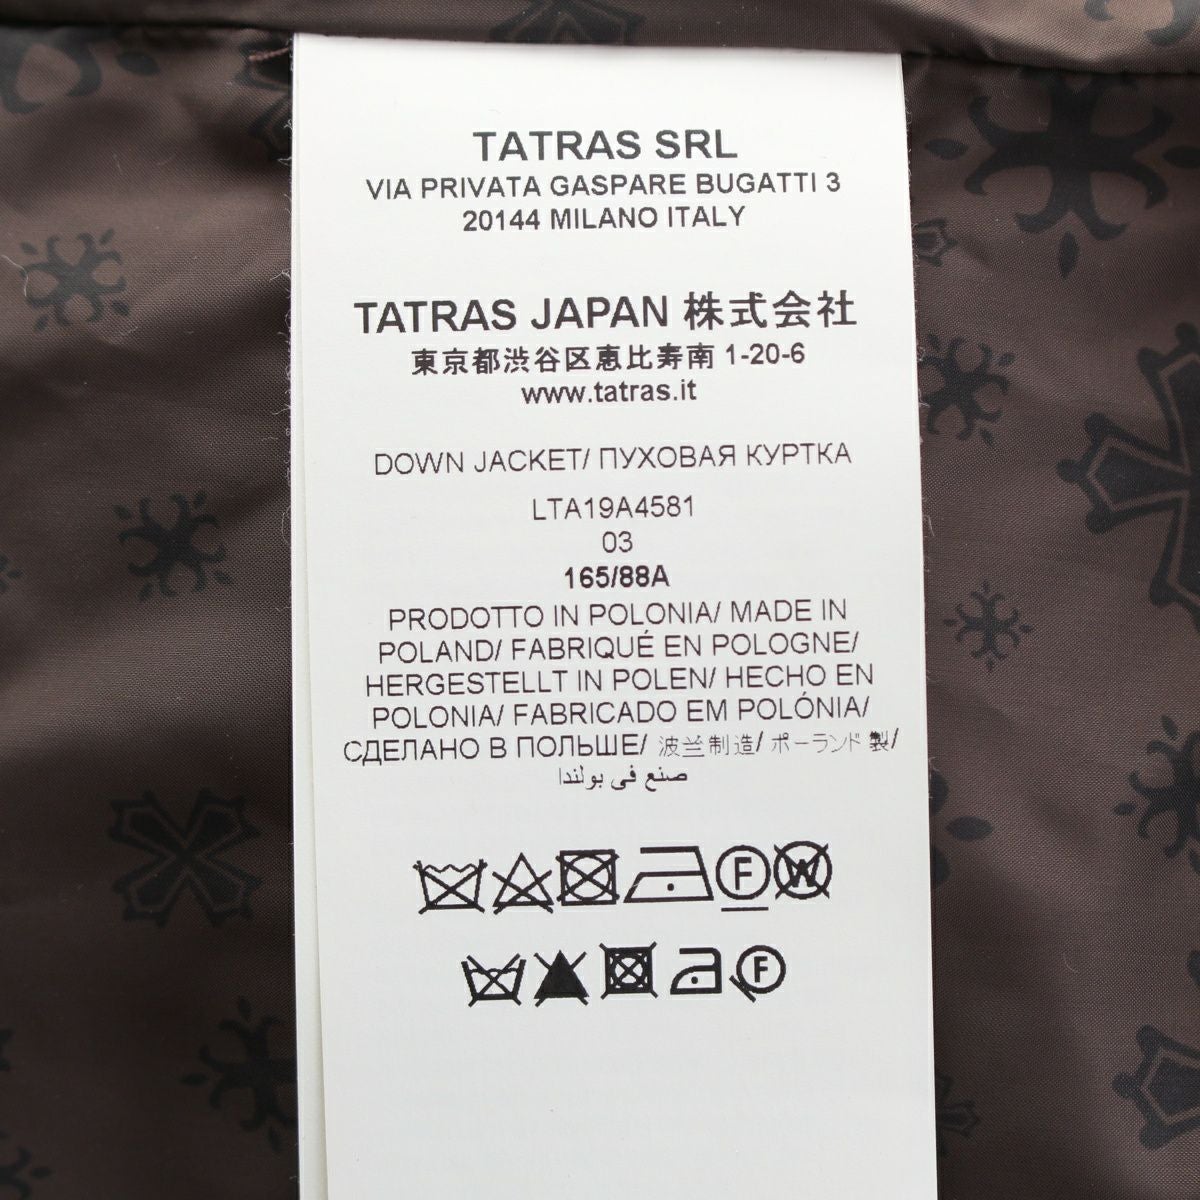 TATRAS SRL
VIA PRIVATA GASPARE BUGATTI 3
20144 MILANO ITALY
TATRAS JAPAN 株式会社
東京都渋谷区恵比寿南 1-20-6
www.tatras.it
DOWN JACKET/ ПУХОВАЯ КУРТКА
LTA19A4581
03
165/88A
PRODOTTO IN POLONIA/ MADE IN
POLAND/ FABRIQUÉ EN POLOGNE/
HERGESTELLT IN POLEN/ HECHO EN
POLONIA/ FABRICADO EM POLÓNIA/
СДЕЛАНО В ПОЛЬШЕ/ 波兰制造/ ポーランド 製/
صنع في بولندا
F W
F